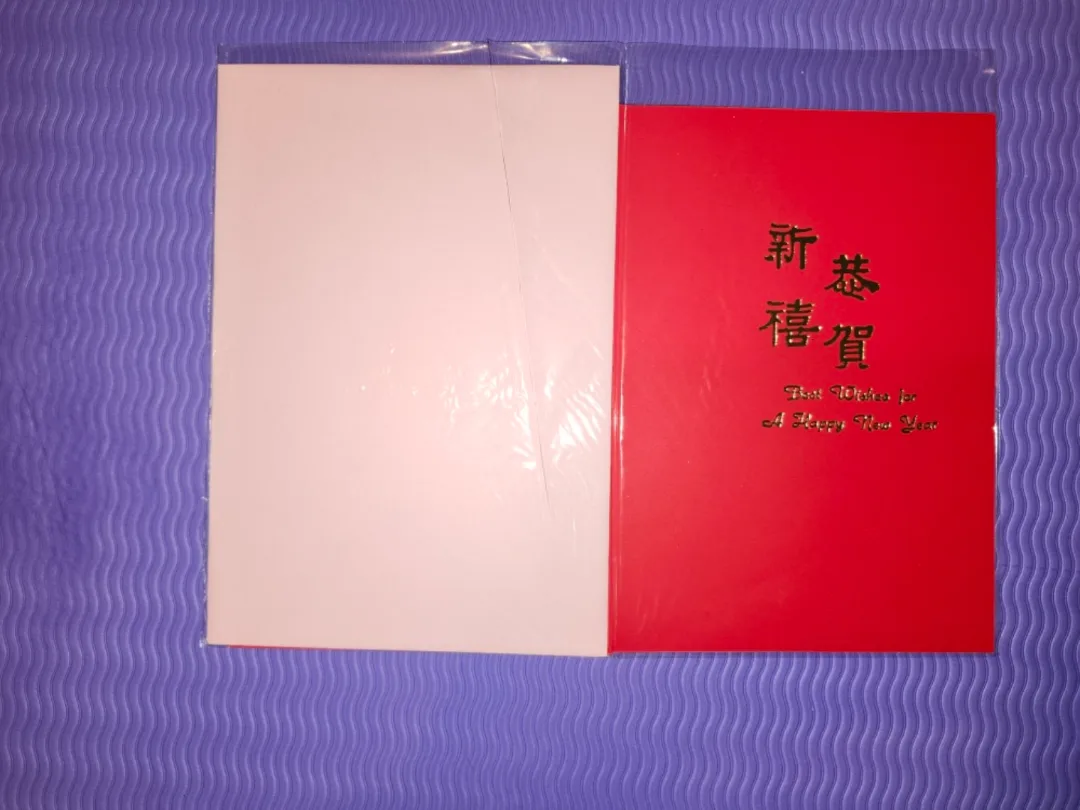 恭賀
新禧
Best Wishes for
A Happy New Year